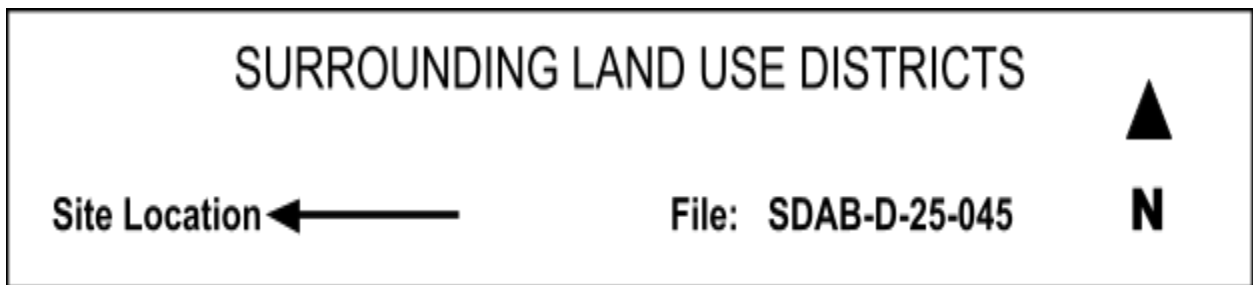 SURROUNDING LAND USE DISTRICTS
Site Location
File: SDAB-D-25-045
N